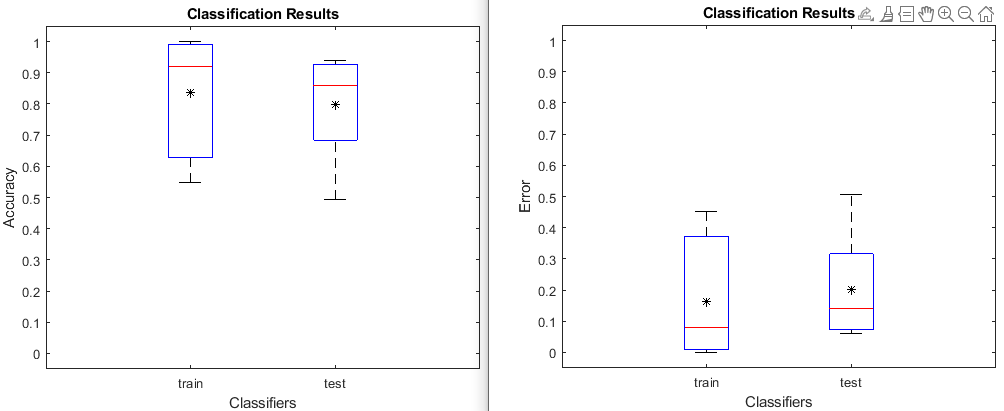 Classification Results
1
0.9
0.8
0.7
0.6
0.5
0.4
0.3
0.2
0.1
0
Accuracy
train test
Classifiers
Classification Results
1
0.9
0.8
0.7
0.6
0.5
0.4
0.3
0.2
0.1
0
Error
train test
Classifiers